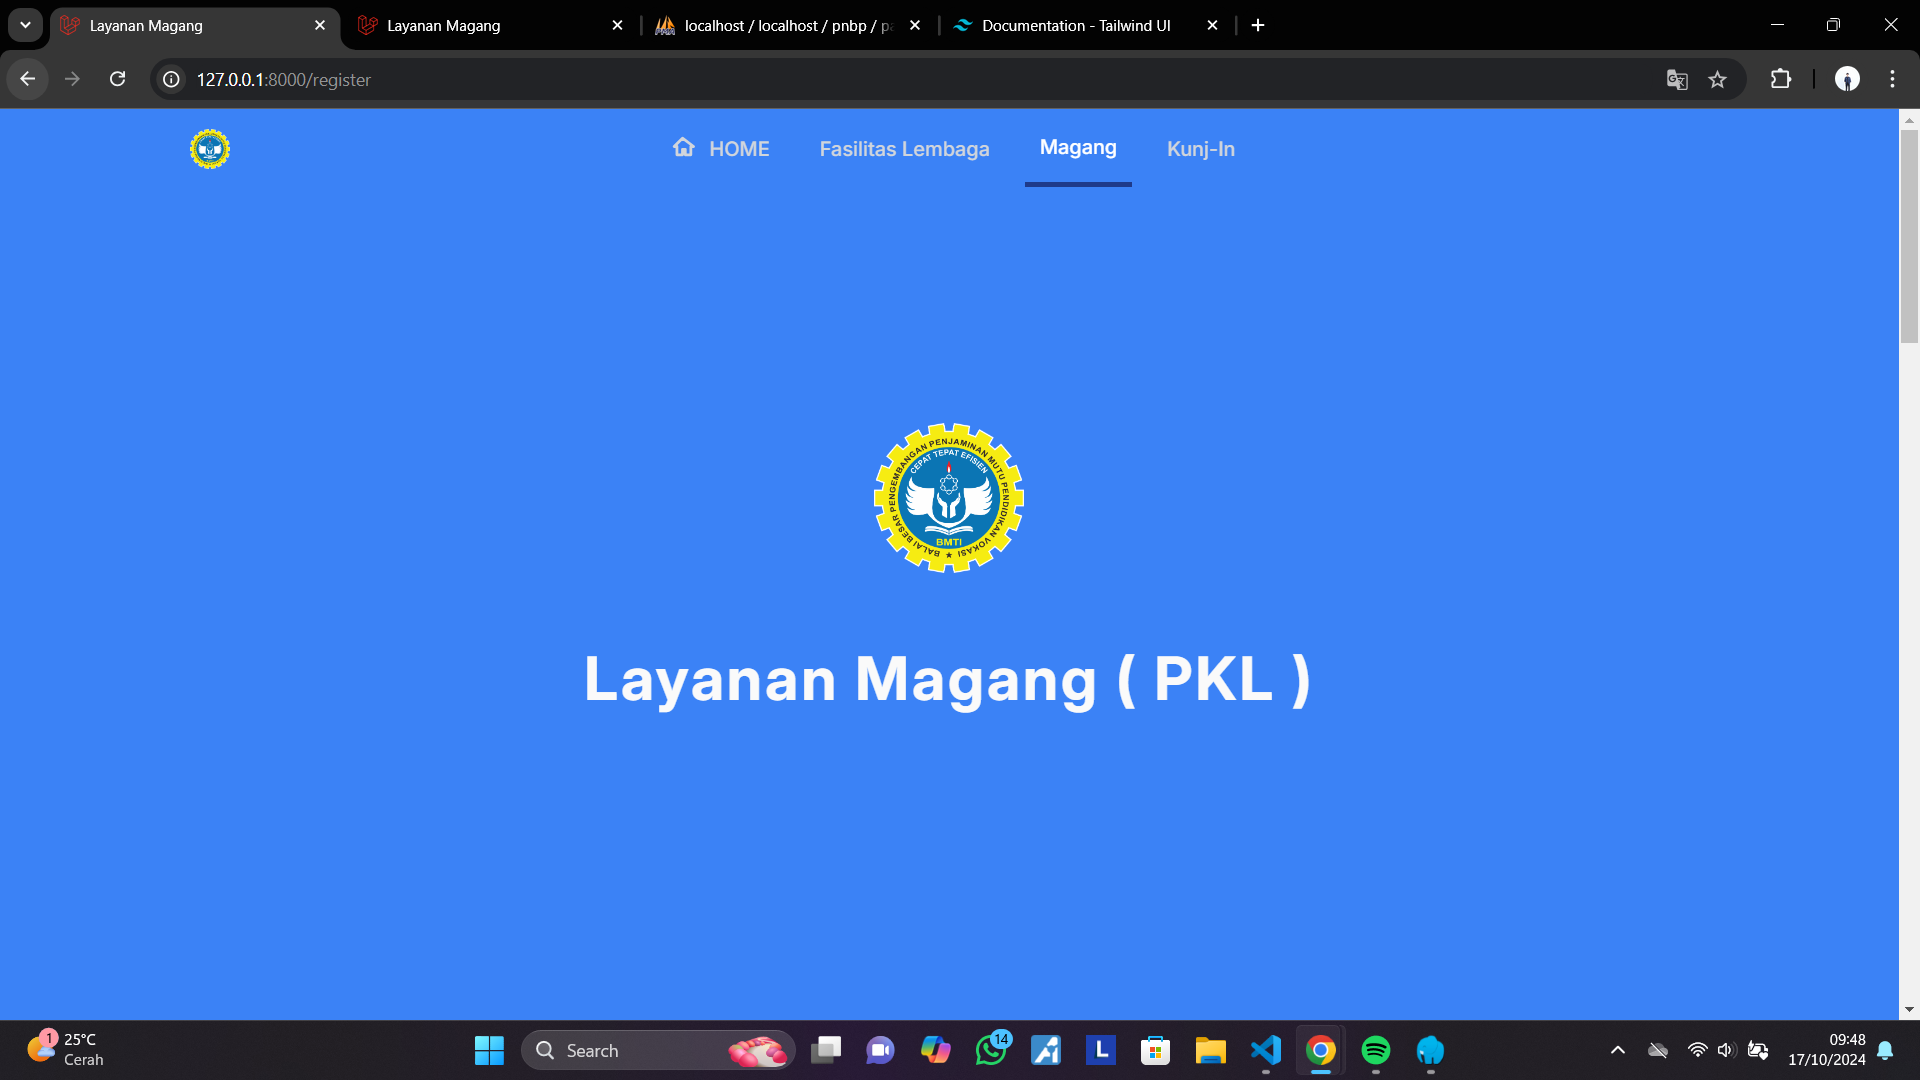 Layanan Magang
Layanan Magang
localhost / localhost / pnbp / pa
Documentation - Tailwind UI
127.0.0.1:8000/register
HOME
Fasilitas Lembaga
Magang
Kunj-In
BALAI BESAR PENGEMBANGAN PENJAMINAN MUTU PENDIDIKAN VOKASI
CEPAT TEPAT EFISIEN
BMTI
Layanan Magang ( PKL )
1
25°C
Cerah
Search
14
L
09:48
17/10/2024